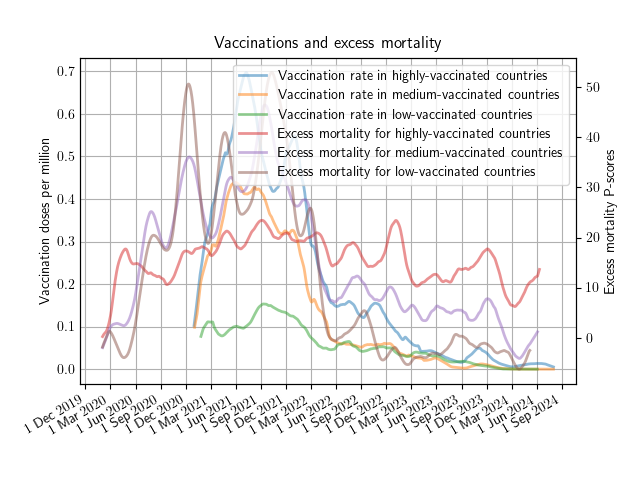 Vaccinations and excess mortality
Vaccination rate in highly-vaccinated countries
Vaccination rate in medium-vaccinated countries
Vaccination rate in low-vaccinated countries
Excess mortality for highly-vaccinated countries
Excess mortality for medium-vaccinated countries
Excess mortality for low-vaccinated countries
Vaccination doses per million
0.7
0.6
0.5
0.4
0.3
0.2
0.1
0.0
50
40
30
20
10
0
Excess mortality P-scores
1 Dec 2019
1 Mar 2020
1 Jun 2020
1 Sep 2020
1 Dec 2020
1 Mar 2021
1 Jun 2021
1 Sep 2021
1 Dec 2021
1 Mar 2022
1 Jun 2022
1 Sep 2022
1 Dec 2022
1 Mar 2023
1 Jun 2023
1 Sep 2023
1 Dec 2023
1 Mar 2024
1 Jun 2024
1 Sep 2024